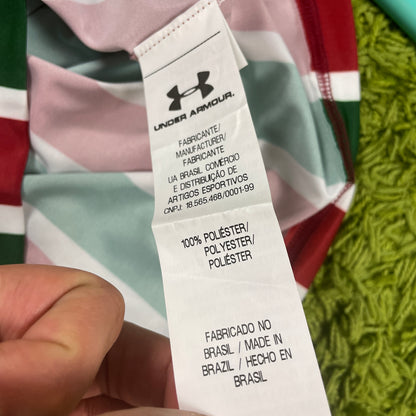 UNDER ARMOUR.
FABRICANTE/
MANUFACTURER/
FABRICANTE
UA BRASIL COMÉRCIO
E DISTRIBUIÇÃO DE
ARTIGOS ESPORTIVOS
CNPJ: 18.565.468/0001-99
100% POLIÉSTER/
POLYESTER/
POLIÉSTER
FABRICADO NO
BRASIL / MADE IN
BRAZIL / HECHO EN
BRASIL